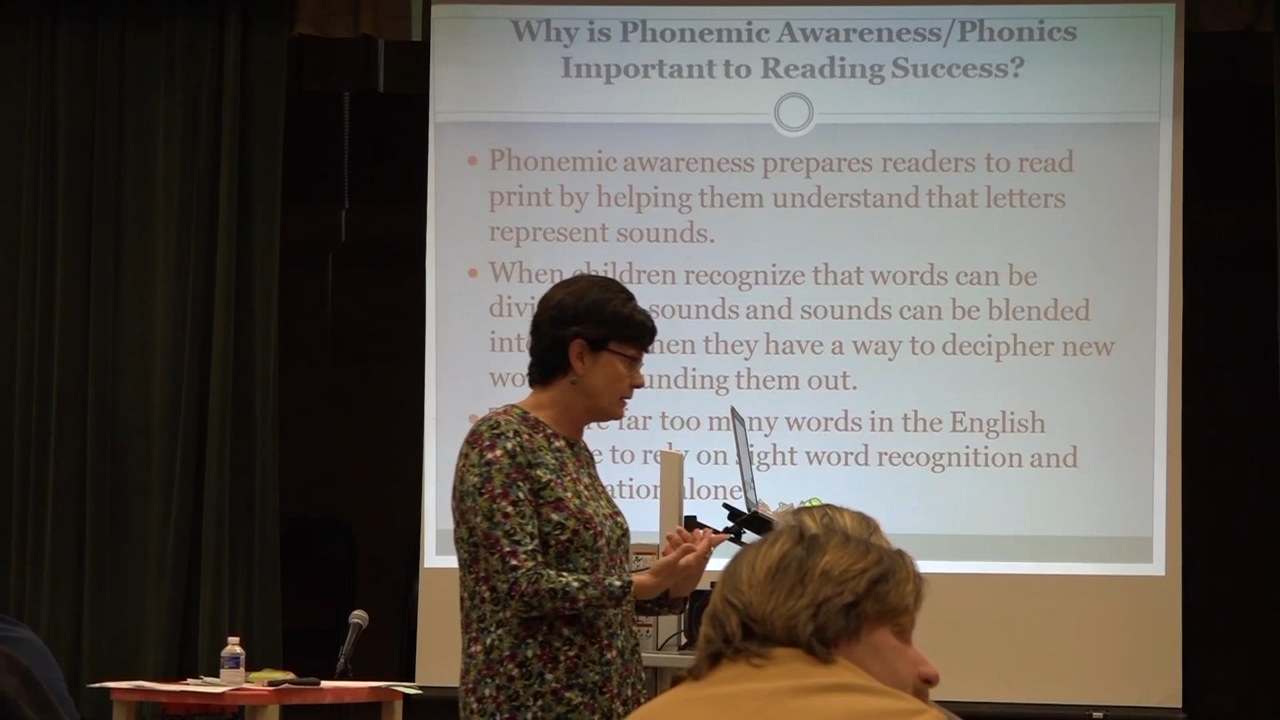 Why is Phonemic Awareness/Phonics
Important to Reading Success?
• Phonemic awareness prepares readers to read
print by helping them understand that letters
represent sounds.
• When children recognize that words can be
sounds and sounds can be blended
they have a way to decipher new
them out.
far too many words in the English
to rely on sight word recognition and
alone